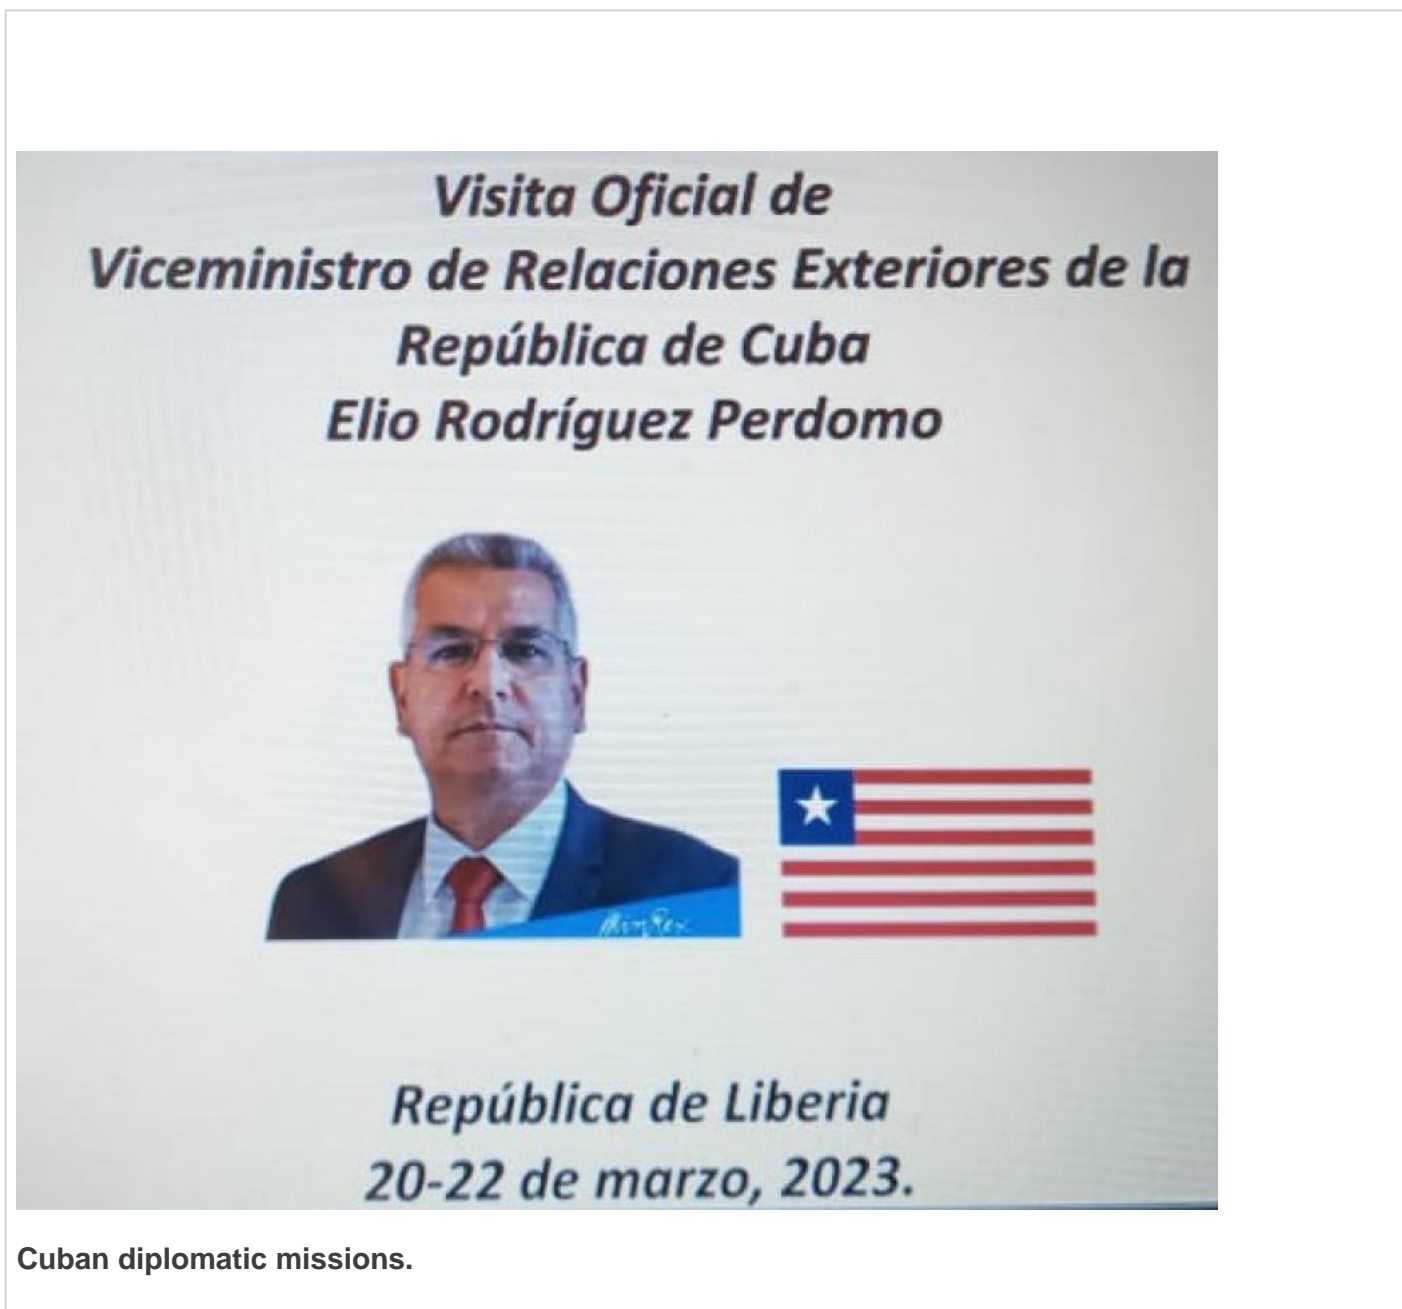 Visita Oficial de
Viceministro de Relaciones Exteriores de la
República de Cuba
Elio Rodríguez Perdomo
República de Liberia
20-22 de marzo, 2023.
Cuban diplomatic missions.